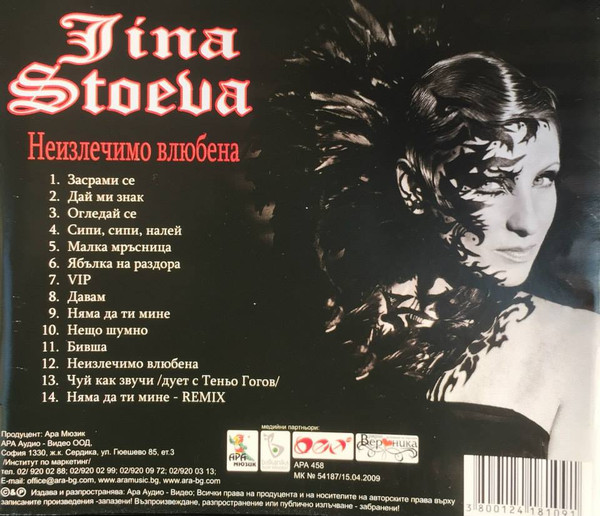 Jina
Stoeva
Неизлечимо влюбена
1. Засрами се
2. Дай ми знак
3. Огледай се
4. Сипи, сипи, налей
5. Малка мръсница
6. Ябълка на раздора
7. VIP
8. Давам
9. Няма да ти мине
10. Нещо шумно
11. Бивша
12. Неизлечимо влюбена
13. Чуй как звучи /дует с Теньо Гогов/
14. Няма да ти мине - REMIX
медийни партньори:
Продуцент: Ара Мюзик
АРА Аудио - Видео ООД,
София 1330, ж.к. Сердика, ул. Гюешево 85, ет.3
/Институт по маркетинг/
тел. 02/ 920 02 88; 02/920 02 99; 02/920 09 72; 02/920 03 13;
E-mail: office@ara-bg.com, www.aramusic.bg, www.ara-bg.com
АРА МЮЗИК
Вероника
АРА 458
МК № 54187/15.04.2009
Издава и разпространява: Ара Аудио - Видео; Всички права на продуцента и на носителите на авторските права върху
записаните произведения -запазени! Възпроизвеждане, разпространение или публично излъчване - забранени!
3 800124 181091